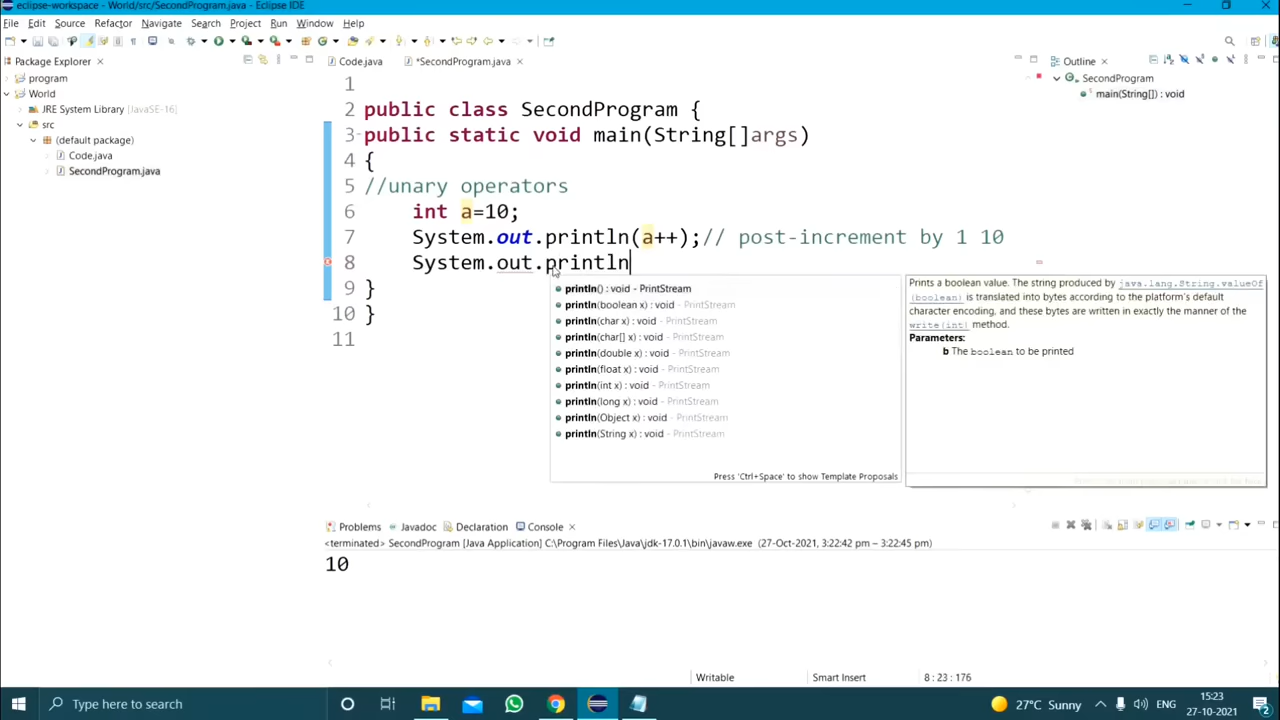 eclipse-workspace - World/src/SecondProgram.java - Eclipse IDE
File Edit Source Refactor Navigate Search Project Run Window Help
Package Explorer
program
World
JRE System Library [JavaSE-16]
src
(default package)
Code.java
SecondProgram.java
Code.java *SecondProgram.java
1
2 public class SecondProgram {
3 public static void main(String[]args)
4 {
5 //unary operators
6 int a=10;
7 System.out.println(a++);// post-increment by 1 10
8 System.out.println
9 }
10 }
11
println() : void - PrintStream
println(boolean x) : void - PrintStream
println(char x) : void - PrintStream
println(char[] x) : void - PrintStream
println(double x) : void - PrintStream
println(float x) : void - PrintStream
println(int x) : void - PrintStream
println(long x) : void - PrintStream
println(Object x) : void - PrintStream
println(String x) : void - PrintStream
Press 'Ctrl+Space' to show Template Proposals
Prints a boolean value. The string produced by java.lang.String.valueOf
(boolean) is translated into bytes according to the platform's default
character encoding, and these bytes are written in exactly the manner of the
write(int) method.
Parameters:
b The boolean to be printed
Outline
SecondProgram
main(String[]) : void
Problems Javadoc Declaration Console
<terminated> SecondProgram [Java Application] C:\Program Files\Java\jdk-17.0.1\bin\javaw.exe (27-Oct-2021, 3:22:42 pm – 3:22:45 pm)
10
Writable Smart Insert 8 : 23 : 176
Type here to search
27°C Sunny ENG 15:23
27-10-2021 2